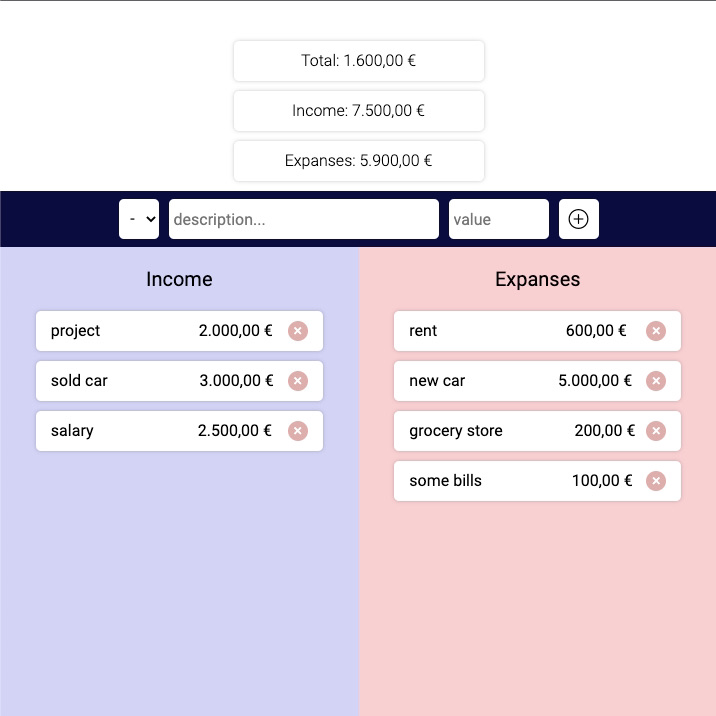 Total: 1.600,00 €
Income: 7.500,00 €
Expanses: 5.900,00 €
- description... value
Income
project 2.000,00 €
sold car 3.000,00 €
salary 2.500,00 €
Expanses
rent 600,00 €
new car 5.000,00 €
grocery store 200,00 €
some bills 100,00 €